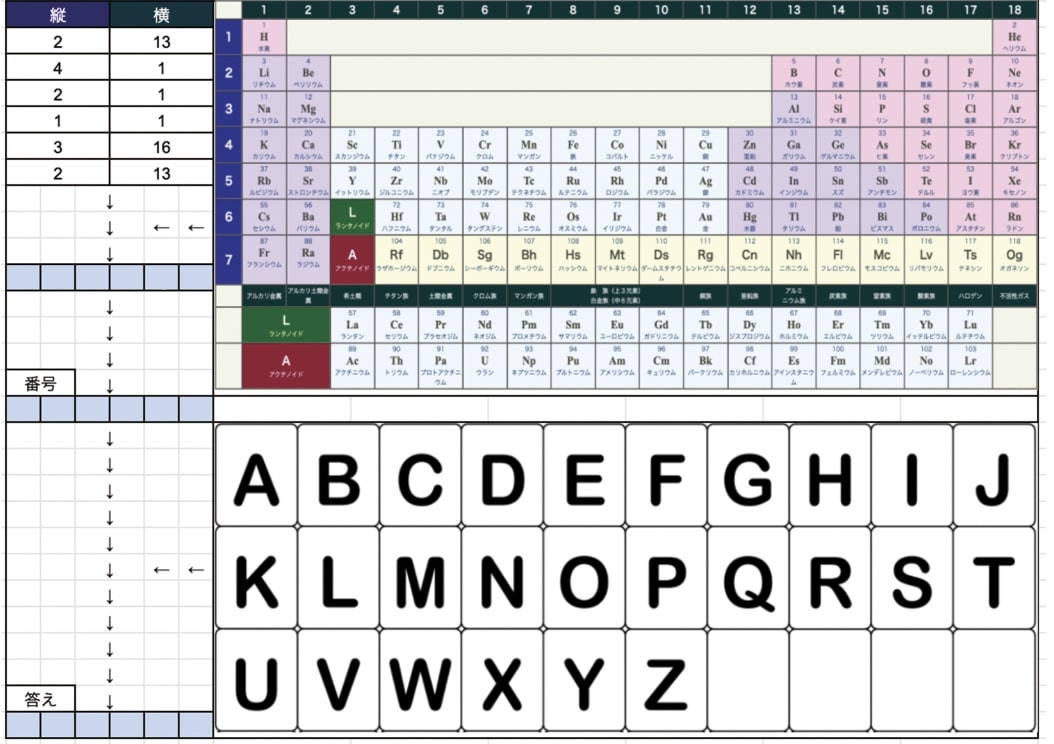 縦 横
2 13
4 1
2 1
1 1
3 16
2 13
↓
↓ ← ←
↓
↓
↓
↓
番号 ↓
↓
↓
↓
↓
↓
↓ ← ←
↓
↓
↓
答え ↓
1 2 3 4 5 6 7 8 9 10 11 12 13 14 15 16 17 18
1 2
1 H He
水素 ヘリウム
3 4 5 6 7 8 9 10
2 Li Be B C N O F Ne
リチウム ベリリウム ホウ素 炭素 窒素 酸素 フッ素 ネオン
11 12 13 14 15 16 17 18
3 Na Mg Al Si P S Cl Ar
ナトリウム マグネシウム アルミニウム ケイ素 リン 硫黄 塩素 アルゴン
19 20 21 22 23 24 25 26 27 28 29 30 31 32 33 34 35 36
4 K Ca Sc Ti V Cr Mn Fe Co Ni Cu Zn Ga Ge As Se Br Kr
カリウム カルシウム スカンジウム チタン バナジウム クロム マンガン 鉄 コバルト ニッケル 銅 亜鉛 ガリウム ゲルマニウム ヒ素 セレン 臭素 クリプトン
37 38 39 40 41 42 43 44 45 46 47 48 49 50 51 52 53 54
5 Rb Sr Y Zr Nb Mo Tc Ru Rh Pd Ag Cd In Sn Sb Te I Xe
ルビジウム ストロンチウム イットリウム ジルコニウム ニオブ モリブデン テクネチウム ルテニウム ロジウム パラジウム 銀 カドミウム インジウム スズ アンチモン テルル ヨウ素 キセノン
55 56 72 73 74 75 76 77 78 79 80 81 82 83 84 85 86
6 Cs Ba L Hf Ta W Re Os Ir Pt Au Hg Tl Pb Bi Po At Rn
セシウム バリウム ランタノイド ハフニウム タンタル タングステン レニウム オスミウム イリジウム 白金 金 水銀 タリウム 鉛 ビスマス ポロニウム アスタチン ラドン
87 88 104 105 106 107 108 109 110 111 112 113 114 115 116 117 118
7 Fr Ra A Rf Db Sg Bh Hs Mt Ds Rg Cn Nh Fl Mc Lv Ts Og
フランシウム ラジウム アクチノイド ラザホージウム ドブニウム シーボーギウム ボーリウム ハッシウム マイトネリウム ダームスタチウム レントゲニウム コペルニシウム ニホニウム フレロビウム モスコビウム リバモリウム テネシン オガネソン
アルカリ金属 アルカリ土類金属 希土類 チタン族 土酸金属 クロム族 マンガン族 鉄 族（上3元素） 白金族（中6元素） 銅族 亜鉛族 アルミニウム族 炭素族 窒素族 酸素族 ハロゲン 不活性ガス
57 58 59 60 61 62 63 64 65 66 67 68 69 70 71
L La Ce Pr Nd Pm Sm Eu Gd Tb Dy Ho Er Tm Yb Lu
ランタノイド ランタン セリウム プラセオジム ネオジム プロメチウム サマリウム ユーロピウム ガドリニウム テルビウム ジスプロジウム ホルミウム エルビウム ツリウム イッテルビウム ルテチウム
89 90 91 92 93 94 95 96 97 98 99 100 101 102 103
A Ac Th Pa U Np Pu Am Cm Bk Cf Es Fm Md No Lr
アクチノイド アクチニウム トリウム プロトアクチニウム ウラン ネプツニウム プルトニウム アメリシウム キュリウム バークリウム カリホルニウム アインスタニウム フェルミウム メンデレビウム ノーベリウム ローレンシウム
A B C D E F G H I J
K L M N O P Q R S T
U V W X Y Z